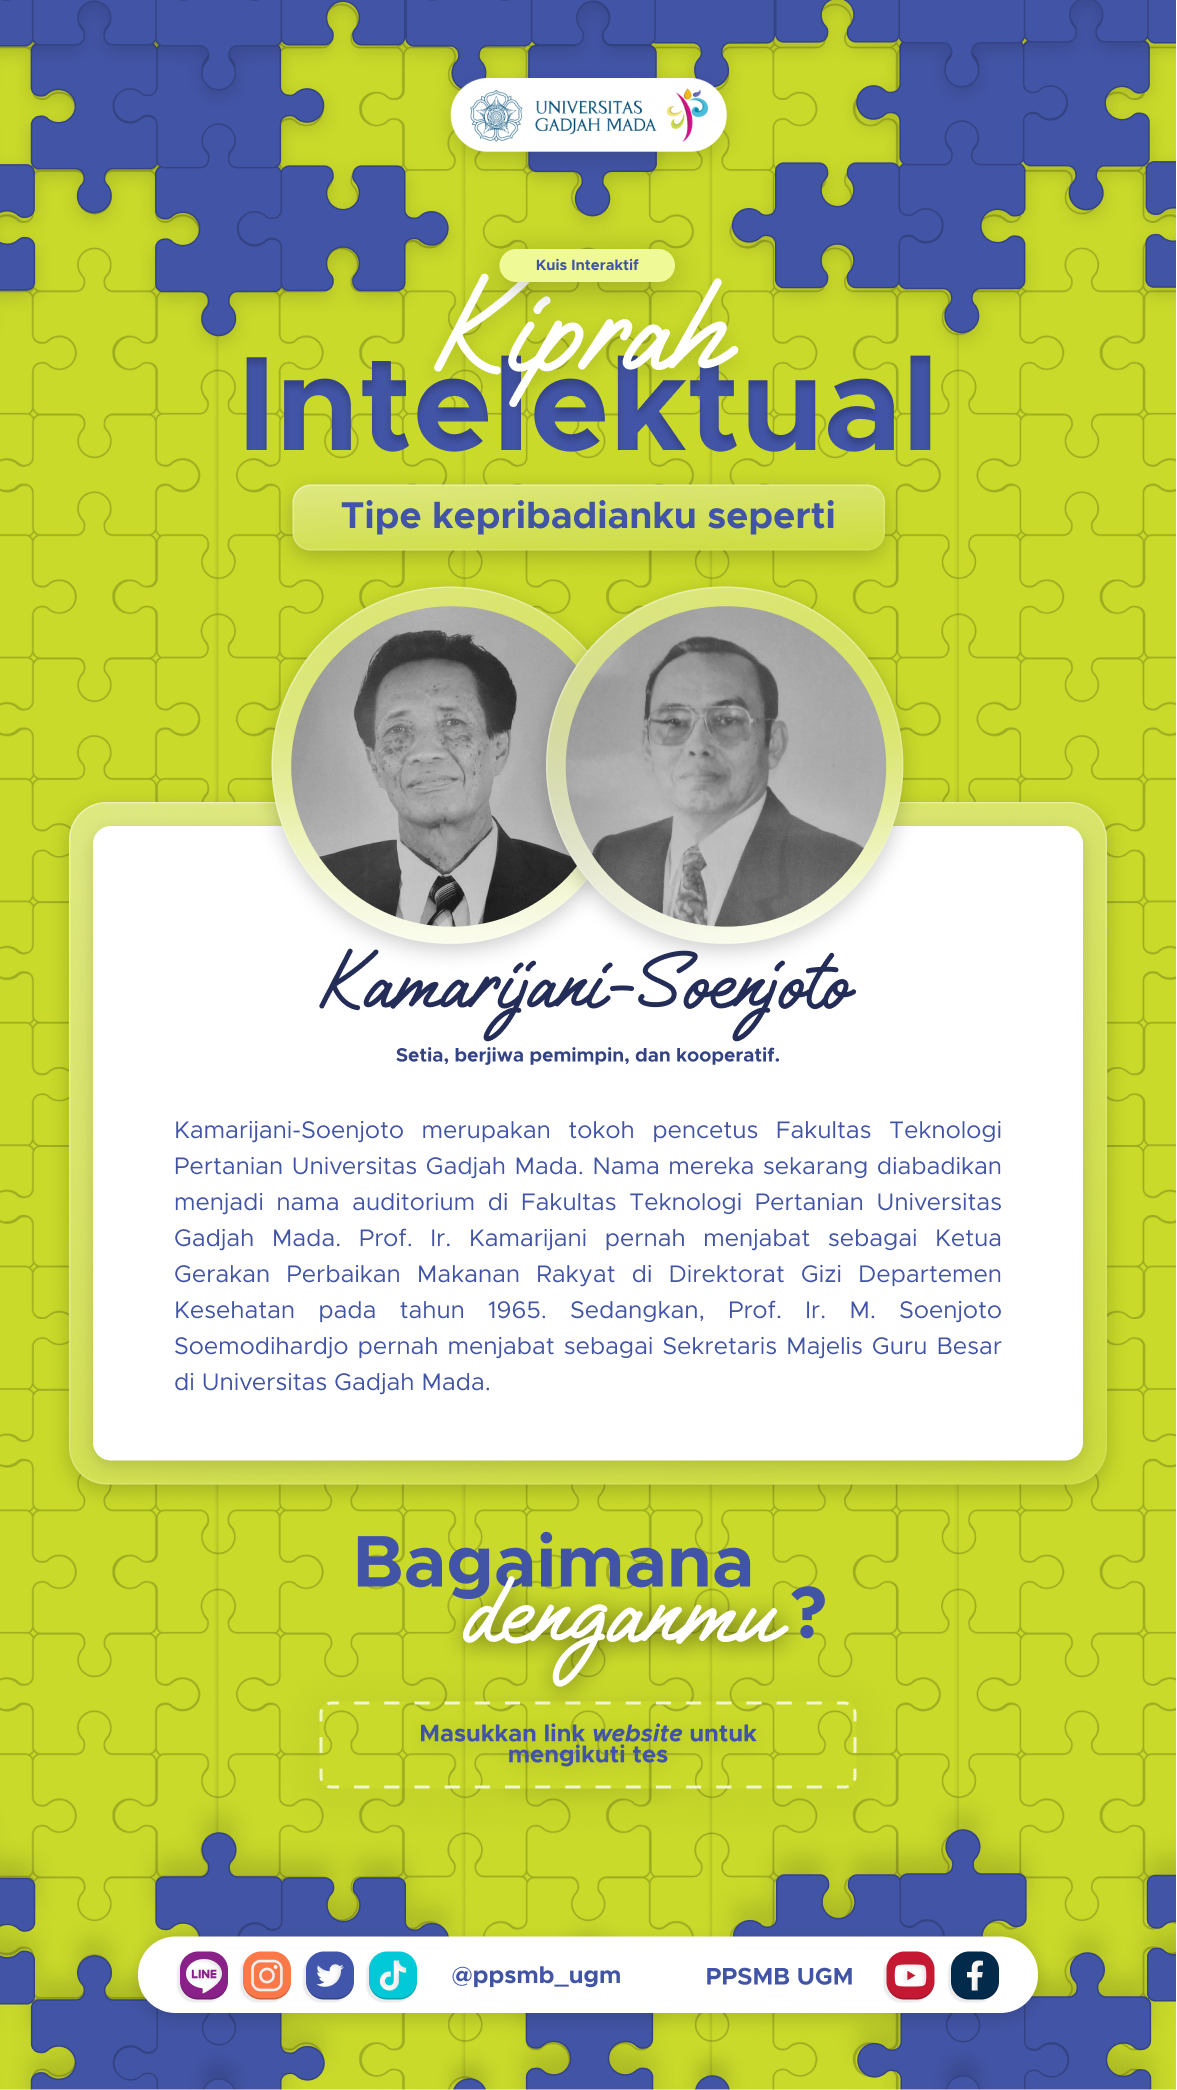 UNIVERSITAS
GADJAH MADA
Kuis Interaktif
Kiprah
Intelektual
Tipe kepribadianku seperti
Kamarijani-Soenjoto
Setia, berjiwa pemimpin, dan kooperatif.
Kamarijani-Soenjoto merupakan tokoh pencetus Fakultas Teknologi
Pertanian Universitas Gadjah Mada. Nama mereka sekarang diabadikan
menjadi nama auditorium di Fakultas Teknologi Pertanian Universitas
Gadjah Mada. Prof. Ir. Kamarijani pernah menjabat sebagai Ketua
Gerakan Perbaikan Makanan Rakyat di Direktorat Gizi Departemen
Kesehatan pada tahun 1965. Sedangkan, Prof. Ir. M. Soenjoto
Soemodihardjo pernah menjabat sebagai Sekretaris Majelis Guru Besar
di Universitas Gadjah Mada.
Bagaimana
denganmu?
Masukkan link website untuk
mengikuti tes
LINE
@ppsmb_ugm
PPSMB UGM